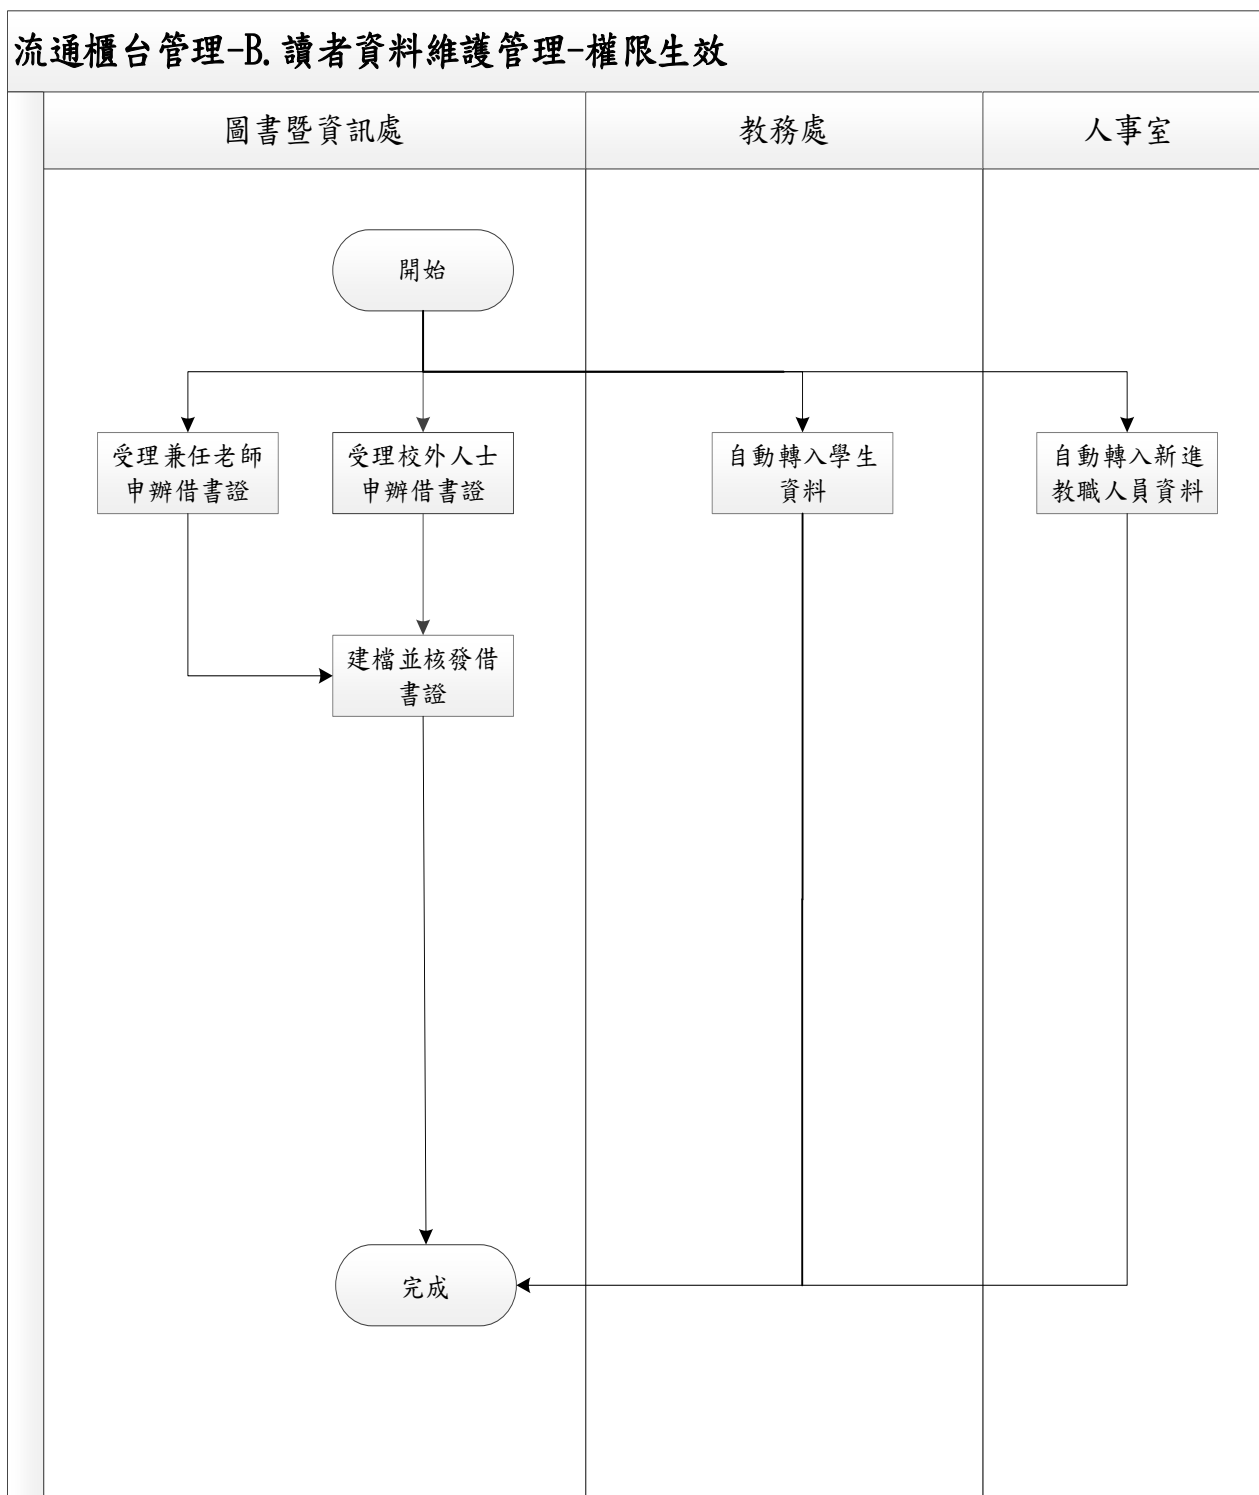 流通櫃台管理-B.讀者資料維護管理-權限生效
圖書暨資訊處
教務處
人事室
開始
受理兼任老師
申辦借書證
受理校外人士
申辦借書證
自動轉入學生
資料
自動轉入新進
教職人員資料
建檔並核發借
書證
完成